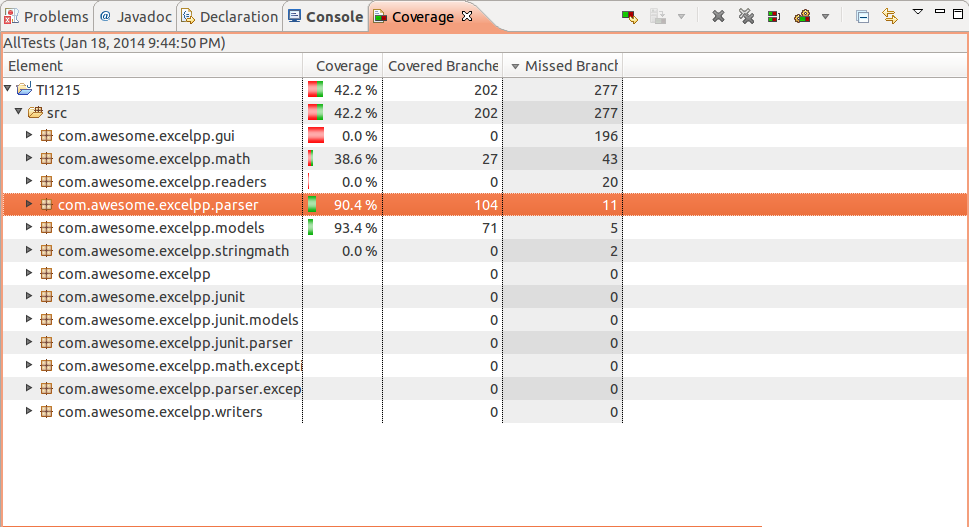 Problems @ Javadoc Declaration Console Coverage
AllTests (Jan 18, 2014 9:44:50 PM)
Element Coverage Covered Branche Missed Branch
TI1215 42.2 % 202 277
src 42.2 % 202 277
com.awesome.excelpp.gui 0.0 % 0 196
com.awesome.excelpp.math 38.6 % 27 43
com.awesome.excelpp.readers 0.0 % 0 20
com.awesome.excelpp.parser 90.4 % 104 11
com.awesome.excelpp.models 93.4 % 71 5
com.awesome.excelpp.stringmath 0.0 % 0 2
com.awesome.excelpp 0 0
com.awesome.excelpp.junit 0 0
com.awesome.excelpp.junit.models 0 0
com.awesome.excelpp.junit.parser 0 0
com.awesome.excelpp.math.excepti 0 0
com.awesome.excelpp.parser.excep 0 0
com.awesome.excelpp.writers 0 0